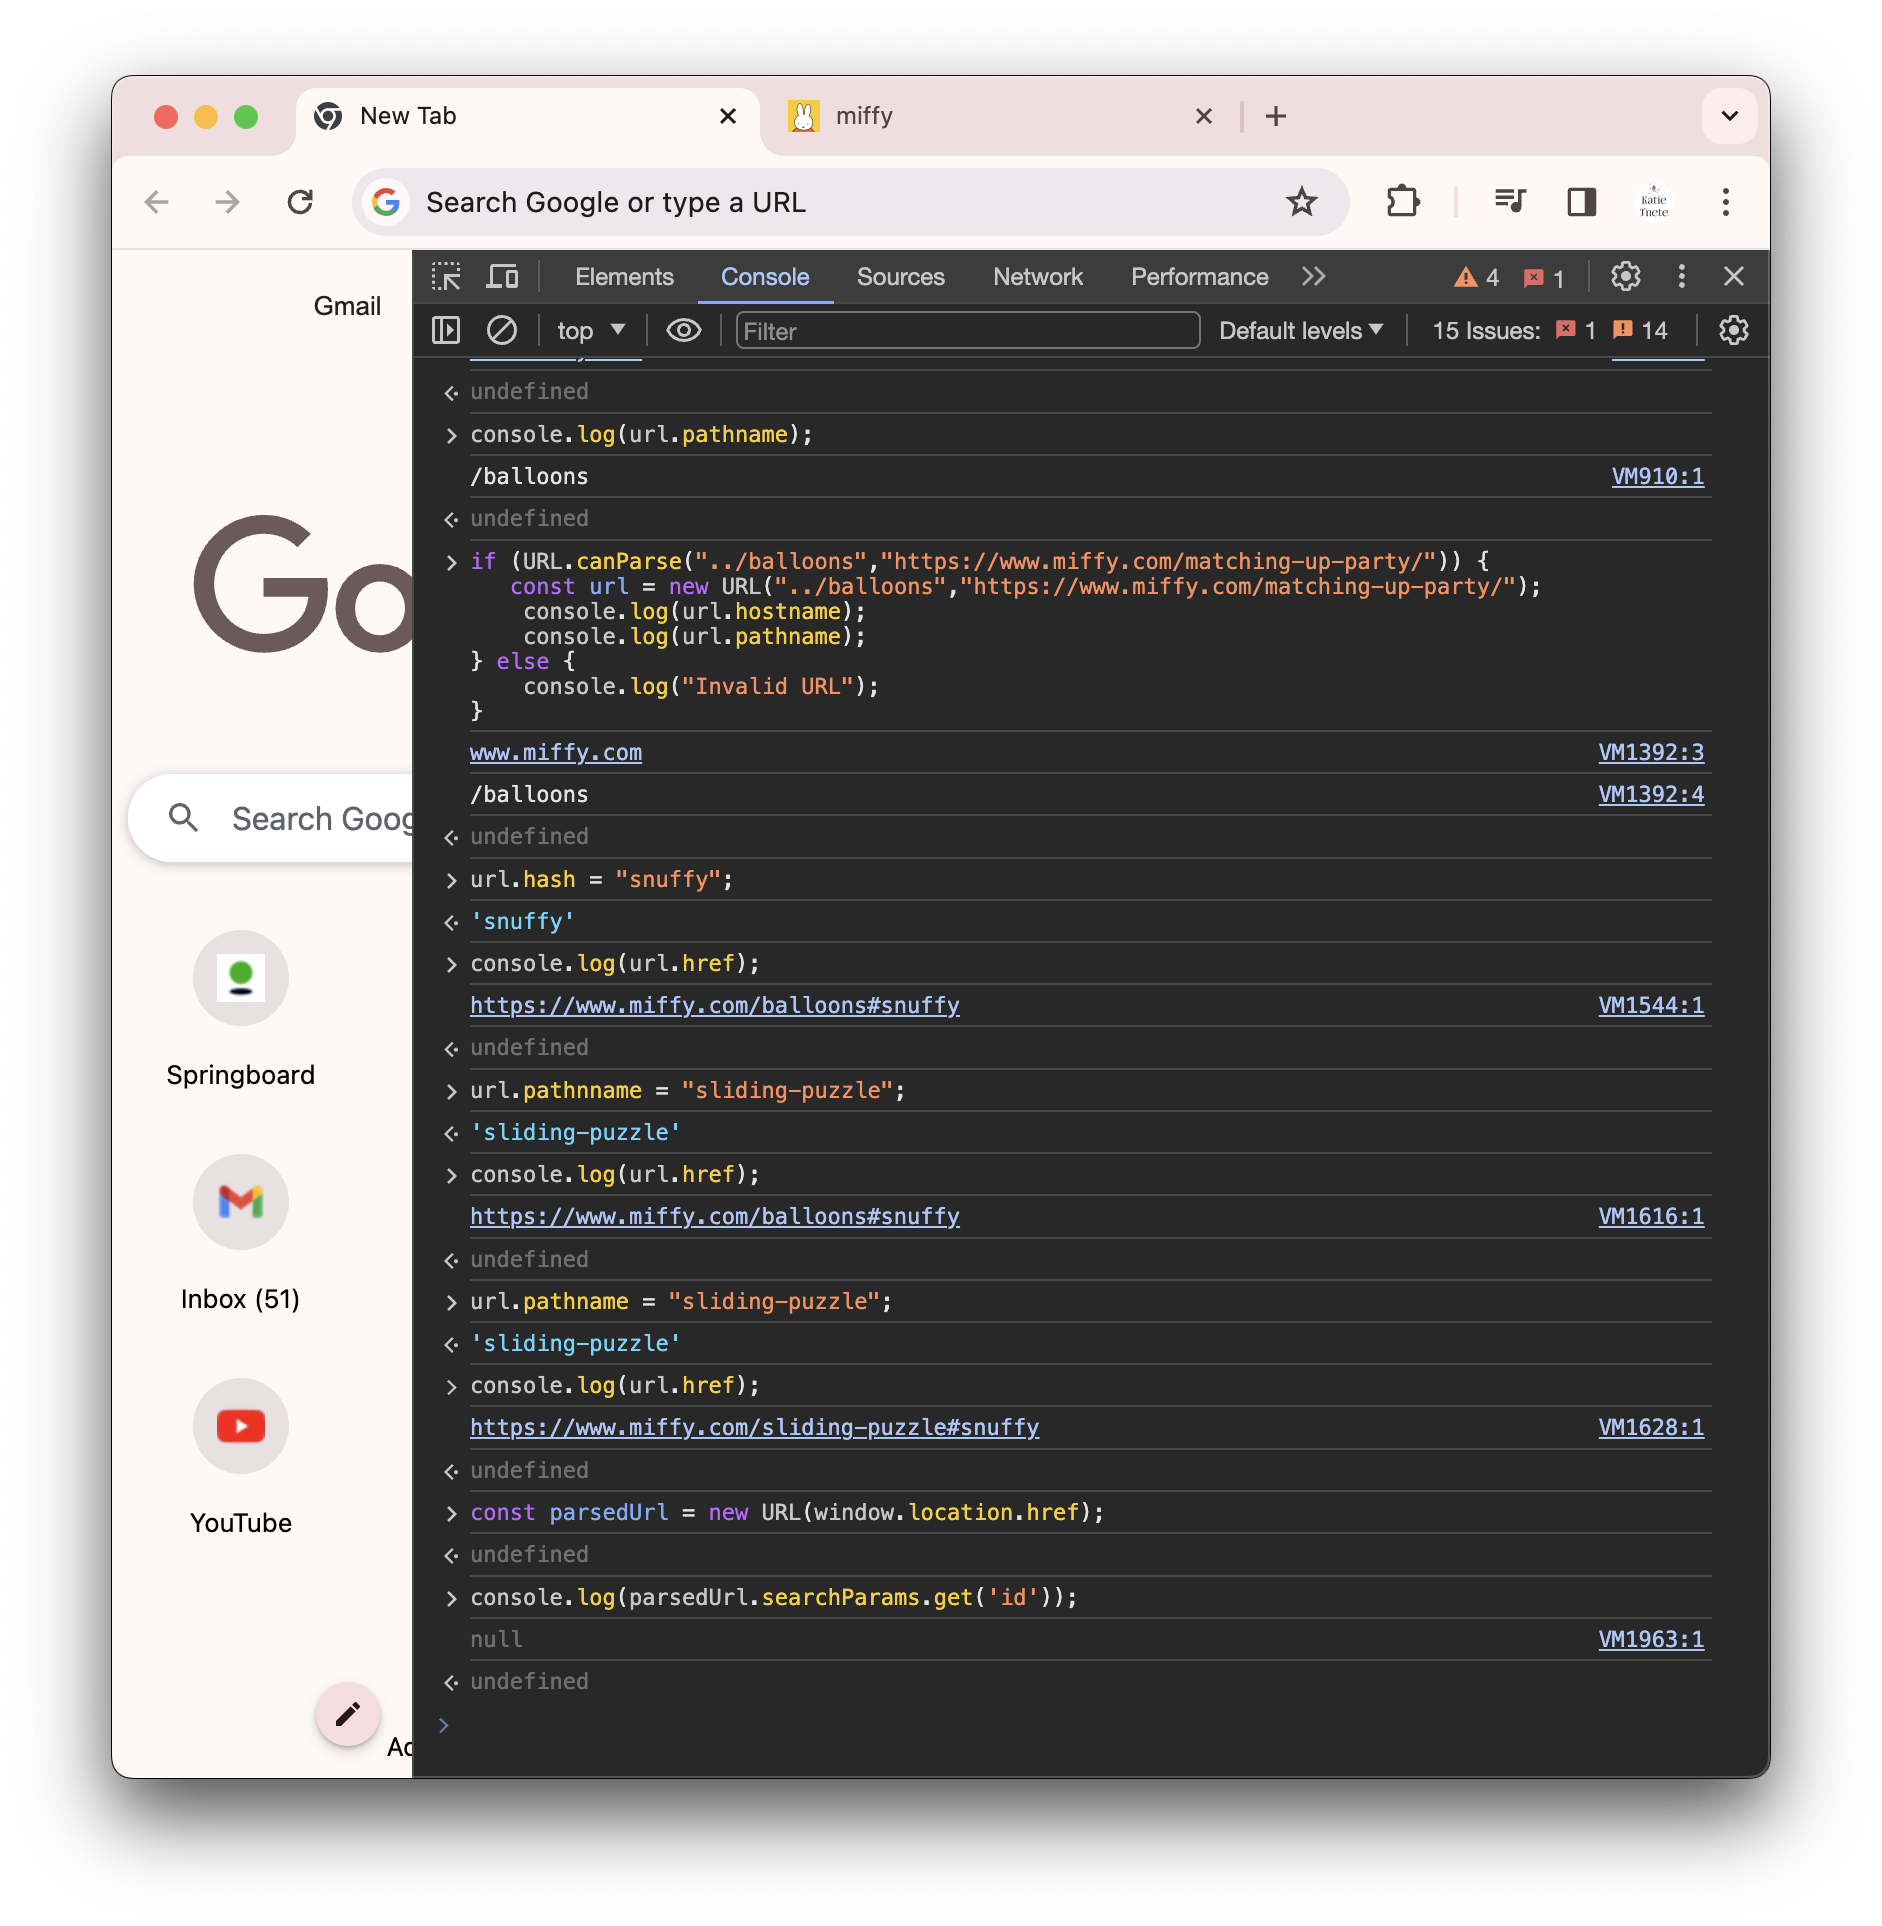 New Tab
miffy
Search Google or type a URL
Katie
Tnete
Gmail
Elements Console Sources Network Performance 4 1
top Filter Default levels 15 Issues: 1 14
undefined
console.log(url.pathname);
/balloons VM910:1
undefined
if (URL.canParse("../balloons","https://www.miffy.com/matching-up-party/")) {
const url = new URL("../balloons","https://www.miffy.com/matching-up-party/");
console.log(url.hostname);
console.log(url.pathname);
} else {
console.log("Invalid URL");
}
www.miffy.com VM1392:3
/balloons VM1392:4
undefined
url.hash = "snuffy";
'snuffy'
console.log(url.href);
https://www.miffy.com/balloons#snuffy VM1544:1
undefined
url.pathnname = "sliding-puzzle";
'sliding-puzzle'
console.log(url.href);
https://www.miffy.com/balloons#snuffy VM1616:1
undefined
url.pathname = "sliding-puzzle";
'sliding-puzzle'
console.log(url.href);
https://www.miffy.com/sliding-puzzle#snuffy VM1628:1
undefined
const parsedUrl = new URL(window.location.href);
undefined
console.log(parsedUrl.searchParams.get('id'));
null VM1963:1
undefined
Go
Search Goog
Springboard
Inbox (51)
YouTube